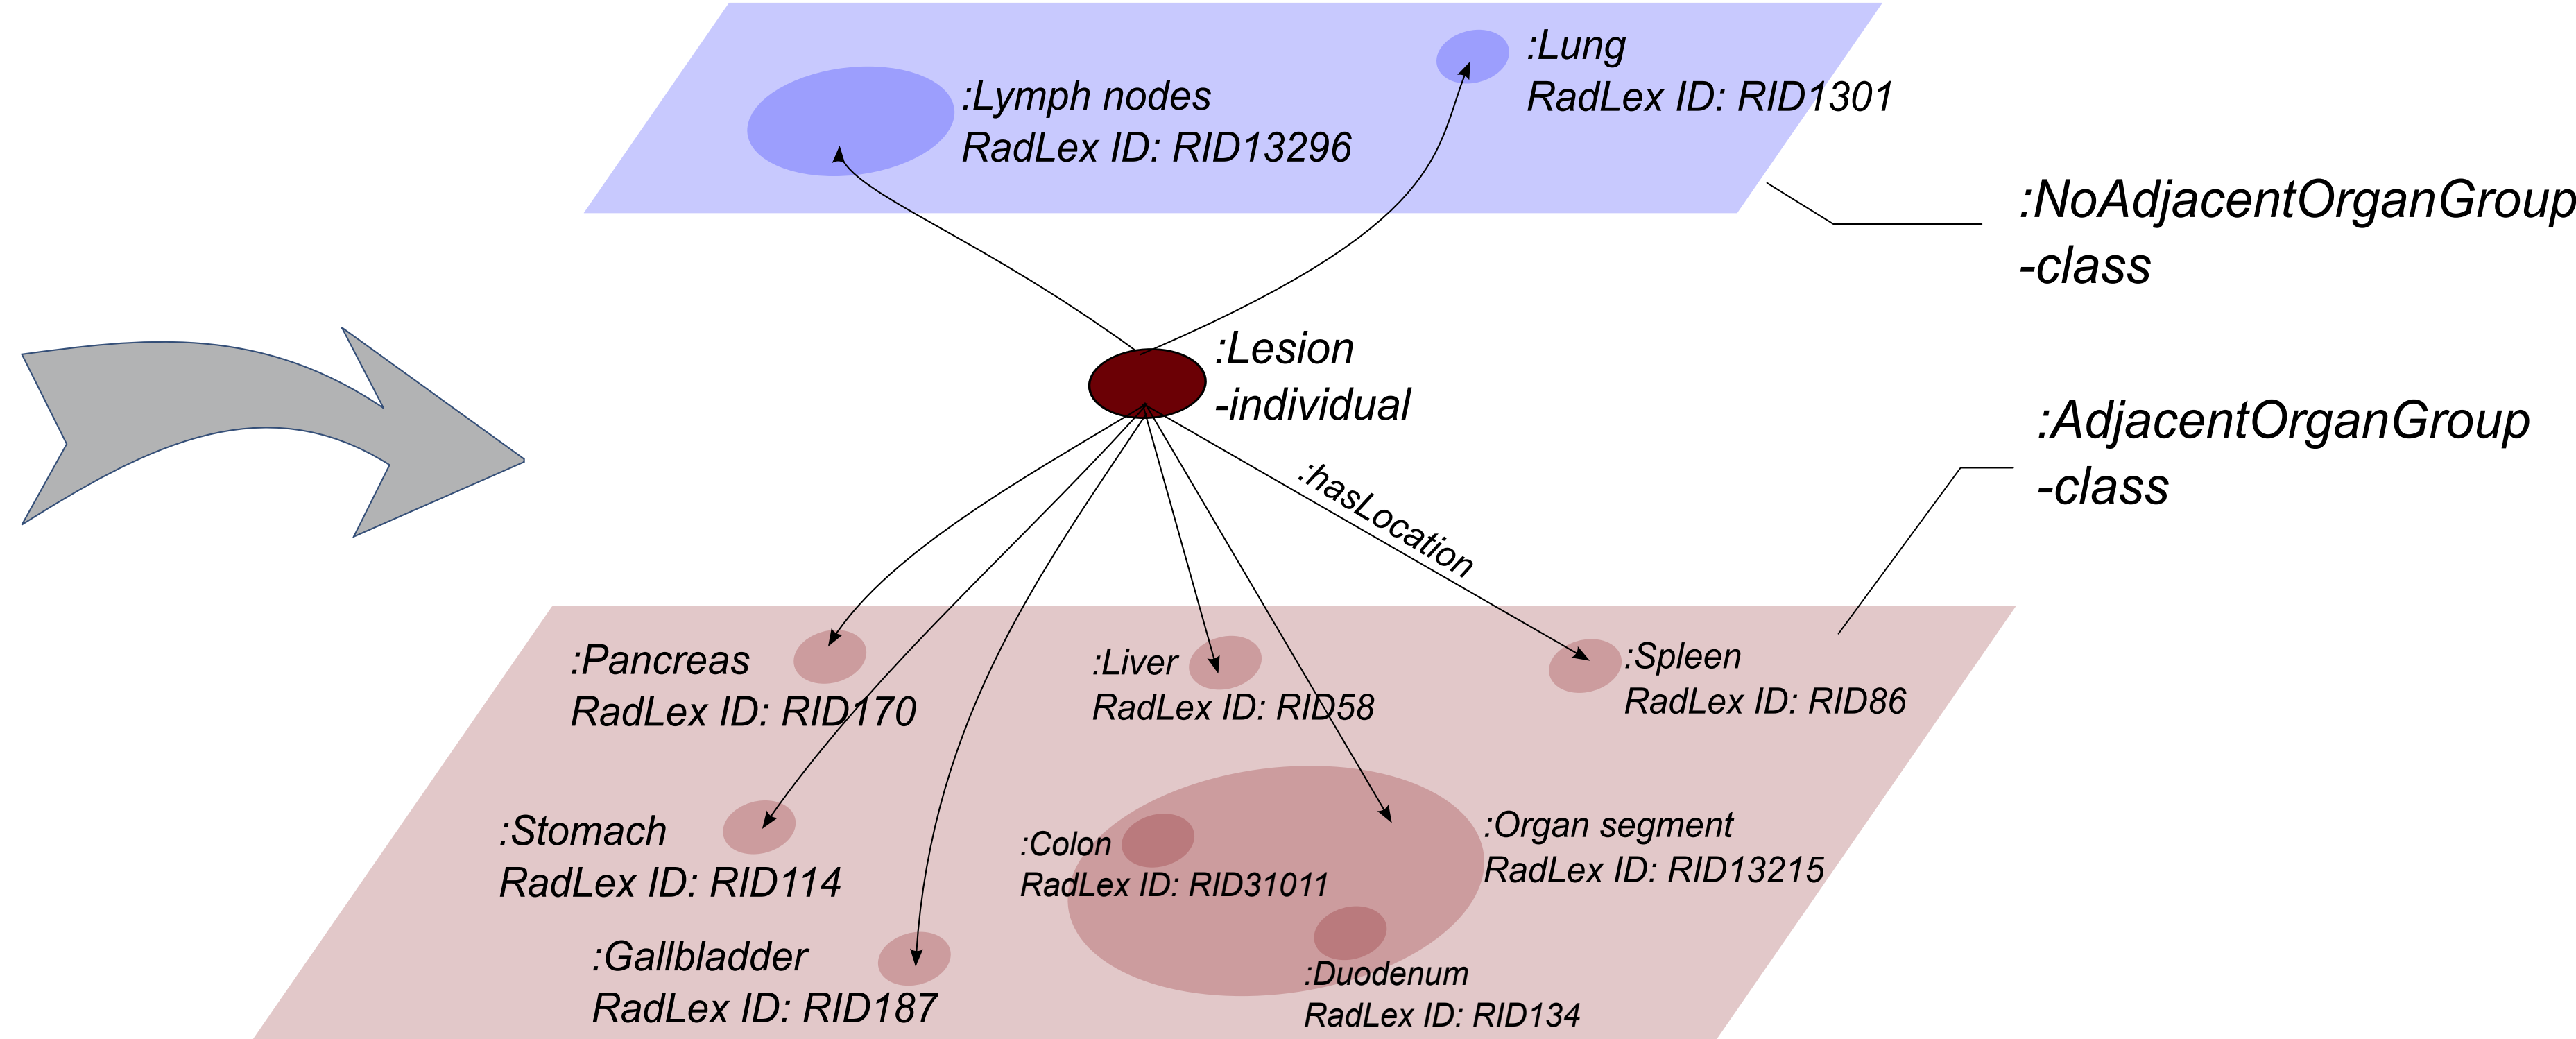 :Lung
RadLex ID: RID1301
:Lymph nodes
RadLex ID: RID13296
:NoAdjacentOrganGroup
-class
:Lesion
-individual
:AdjacentOrganGroup
-class
:hasLocation
:Pancreas
RadLex ID: RID170
:Liver
RadLex ID: RID58
:Spleen
RadLex ID: RID86
:Stomach
RadLex ID: RID114
:Colon
RadLex ID: RID31011
:Organ segment
RadLex ID: RID13215
:Gallbladder
RadLex ID: RID187
:Duodenum
RadLex ID: RID134